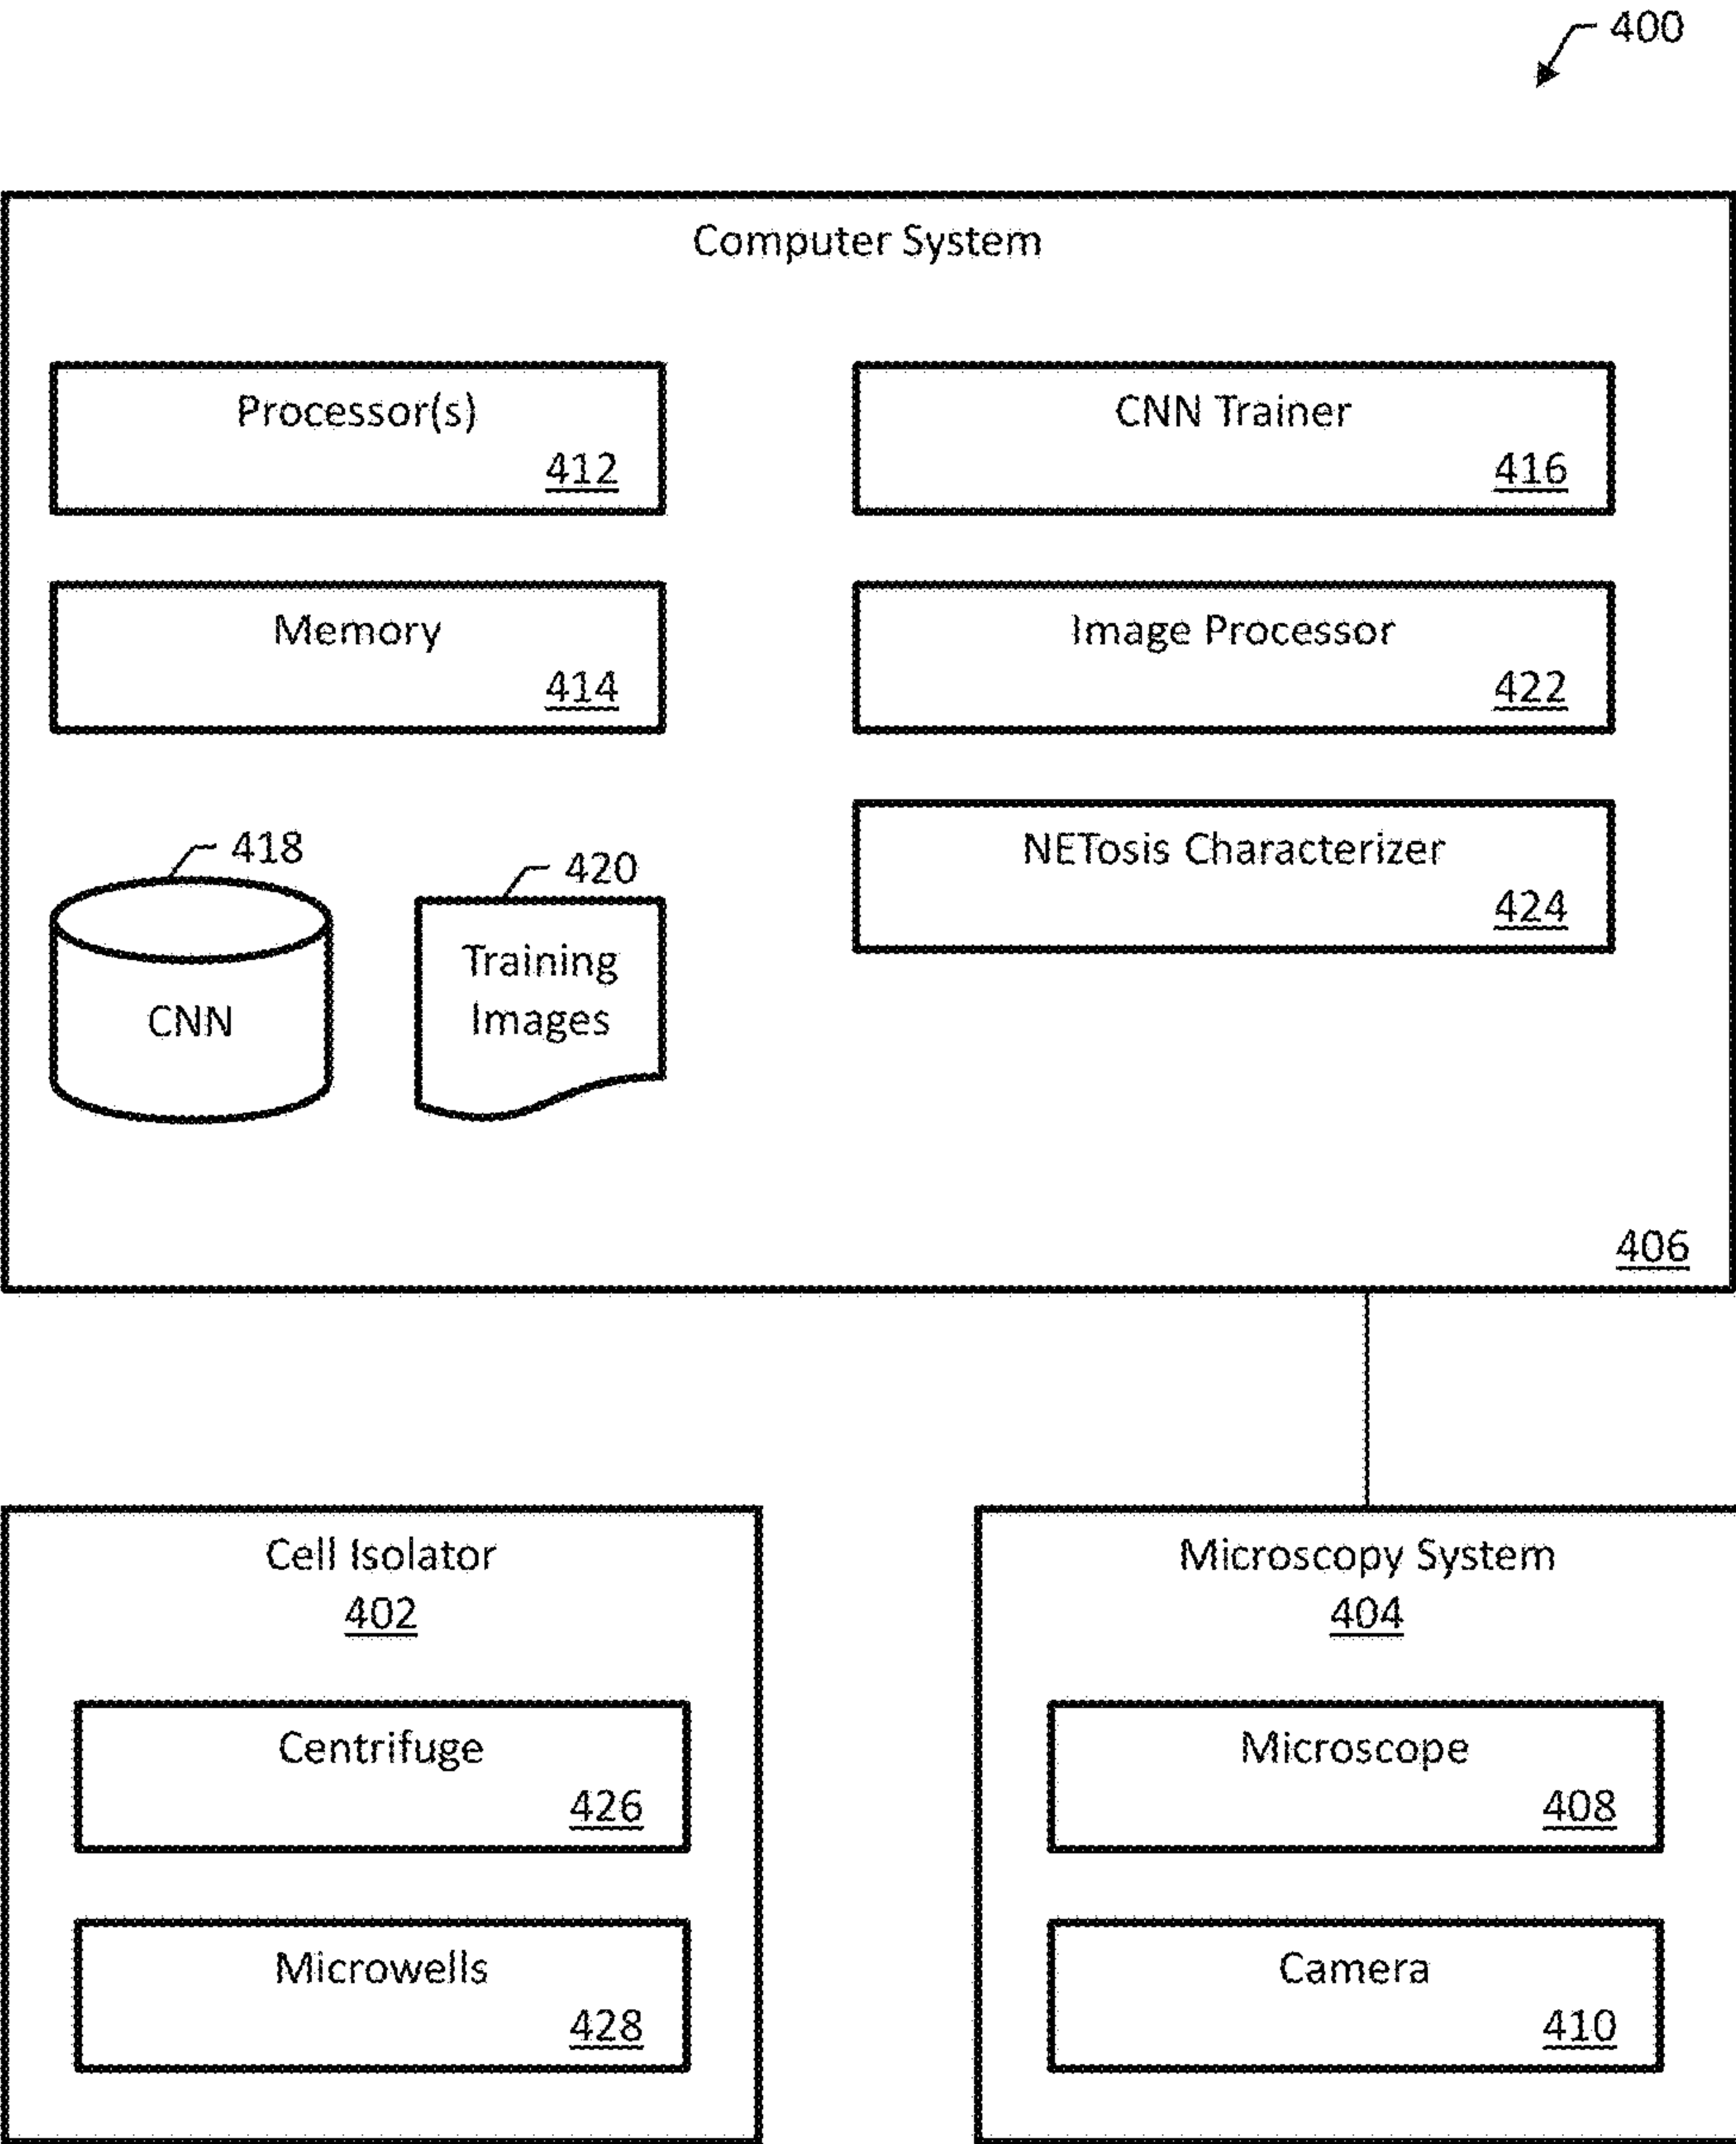 400
Computer System
Processor(s)
412
CNN Trainer
416
Memory
414
Image Processor
422
418
420
NETosis Characterizer
424
Training
Images
CNN
406
Cell Isolator
402
Microscopy System
404
Centrifuge
426
Microscope
408
Microwells
428
Camera
410